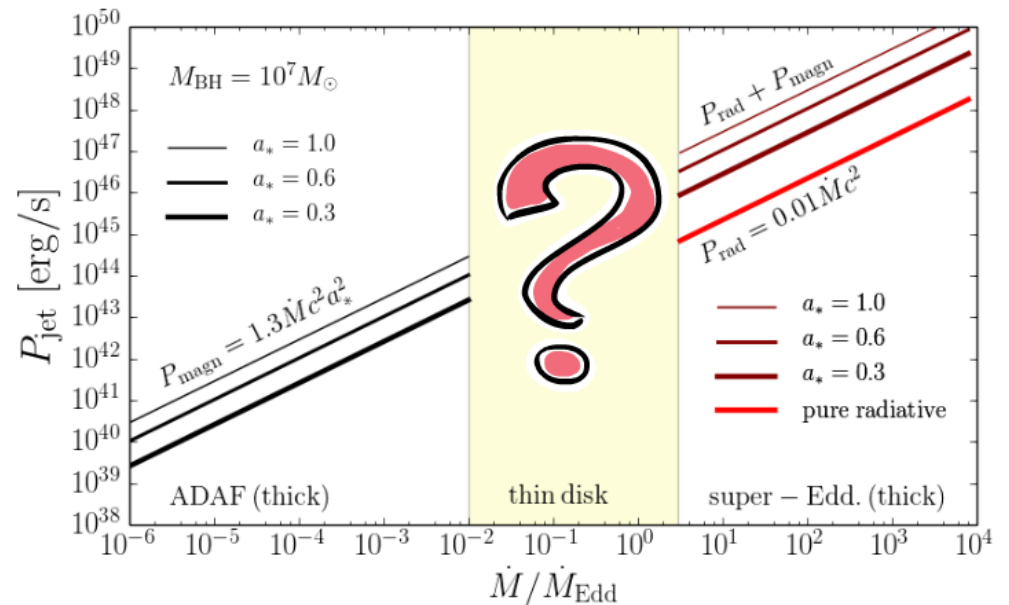 10^50
10^49
10^48
10^47
10^46
10^45
10^44
10^43
10^42
10^41
10^40
10^39
10^38
P_jet [erg/s]
M_BH = 10^7 M_⊙
a_* = 1.0
a_* = 0.6
a_* = 0.3
P_magn = 1.3Ṁc^2a_*^2
ADAF (thick)
?
thin disk
P_rad + P_magn
P_rad = 0.01Ṁc^2
a_* = 1.0
a_* = 0.6
a_* = 0.3
pure radiative
super − Edd. (thick)
10^−6 10^−5 10^−4 10^−3 10^−2 10^−1 10^0 10^1 10^2 10^3 10^4
Ṁ/Ṁ_Edd